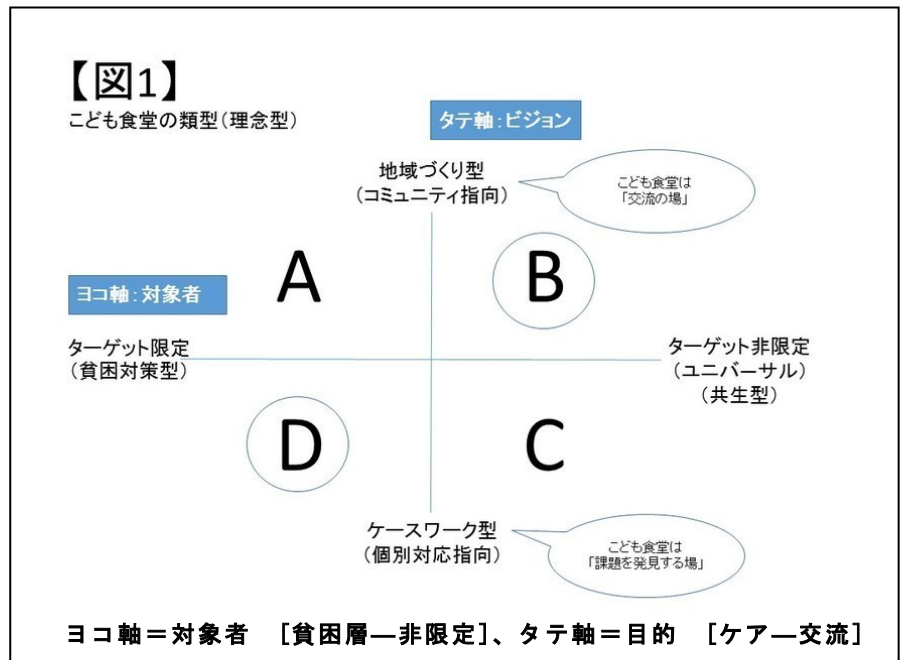 【図1】
こども食堂の類型(理念型)
タテ軸:ビジョン
地域づくり型
(コミュニティ指向)
こども食堂は
「交流の場」
A
B
ヨコ軸:対象者
ターゲット限定
(貧困対策型)
ターゲット非限定
(ユニバーサル)
(共生型)
D
C
ケースワーク型
(個別対応指向)
こども食堂は
「課題を発見する場」
ヨコ軸=対象者 [貧困層―非限定]、タテ軸=目的 [ケア―交流]